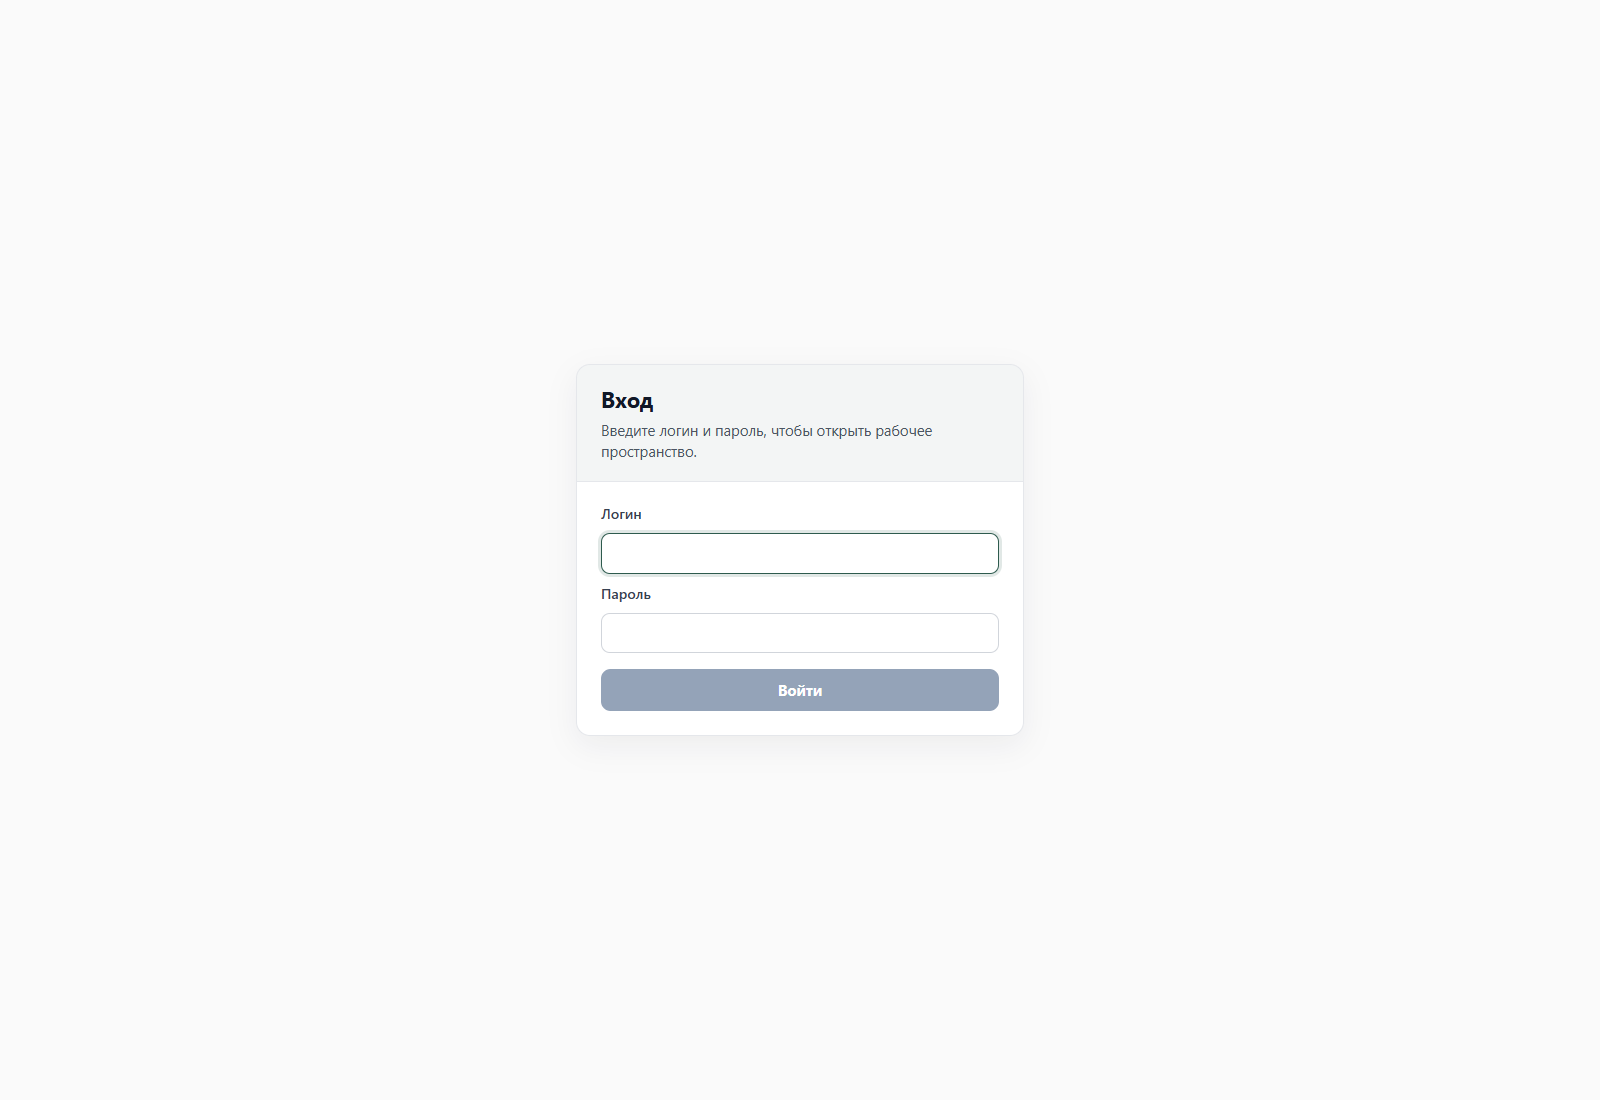 Вход
Введите логин и пароль, чтобы открыть рабочее
пространство.
Логин
Пароль
Войти